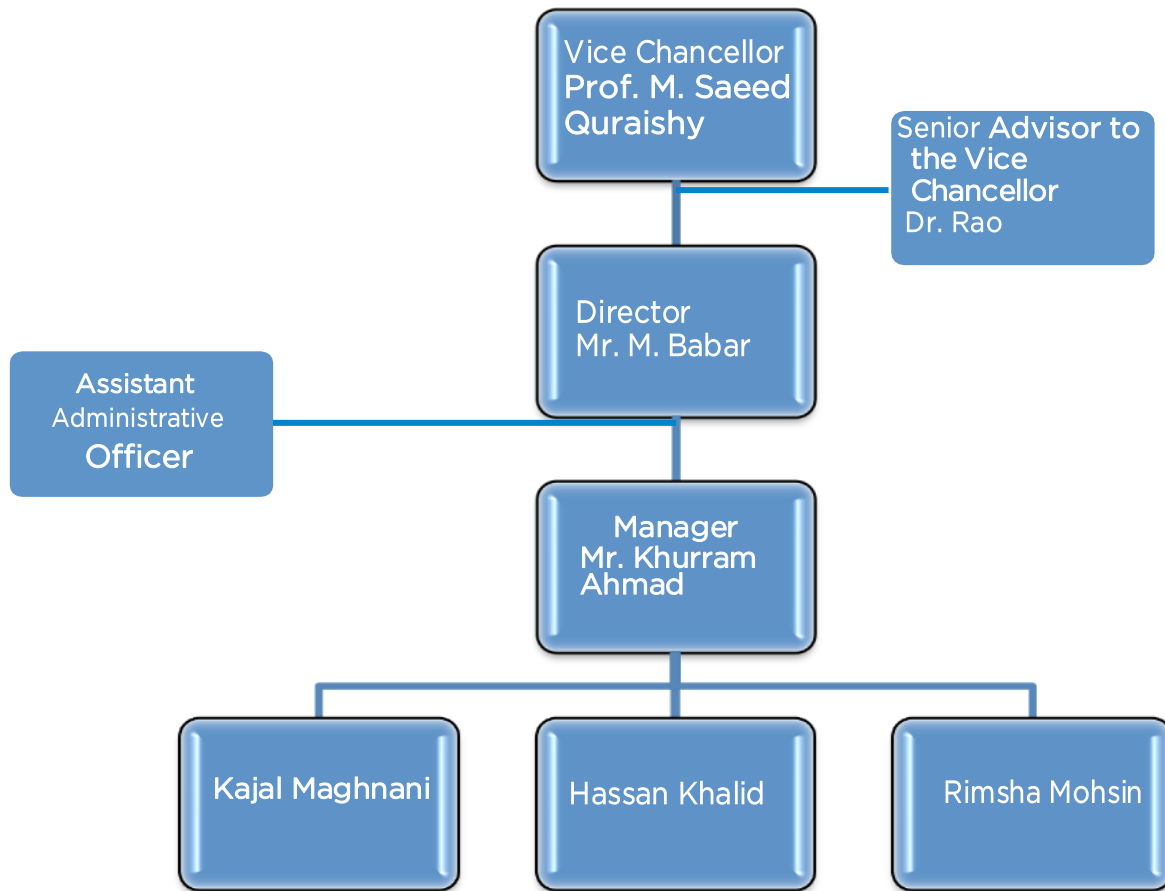 Vice Chancellor
Prof. M. Saeed
Quraishy
Senior Advisor to
the Vice
Chancellor
Dr. Rao
Director
Mr. M. Babar
Assistant
Administrative
Officer
Manager
Mr. Khurram
Ahmad
Kajal Maghnani
Hassan Khalid
Rimsha Mohsin